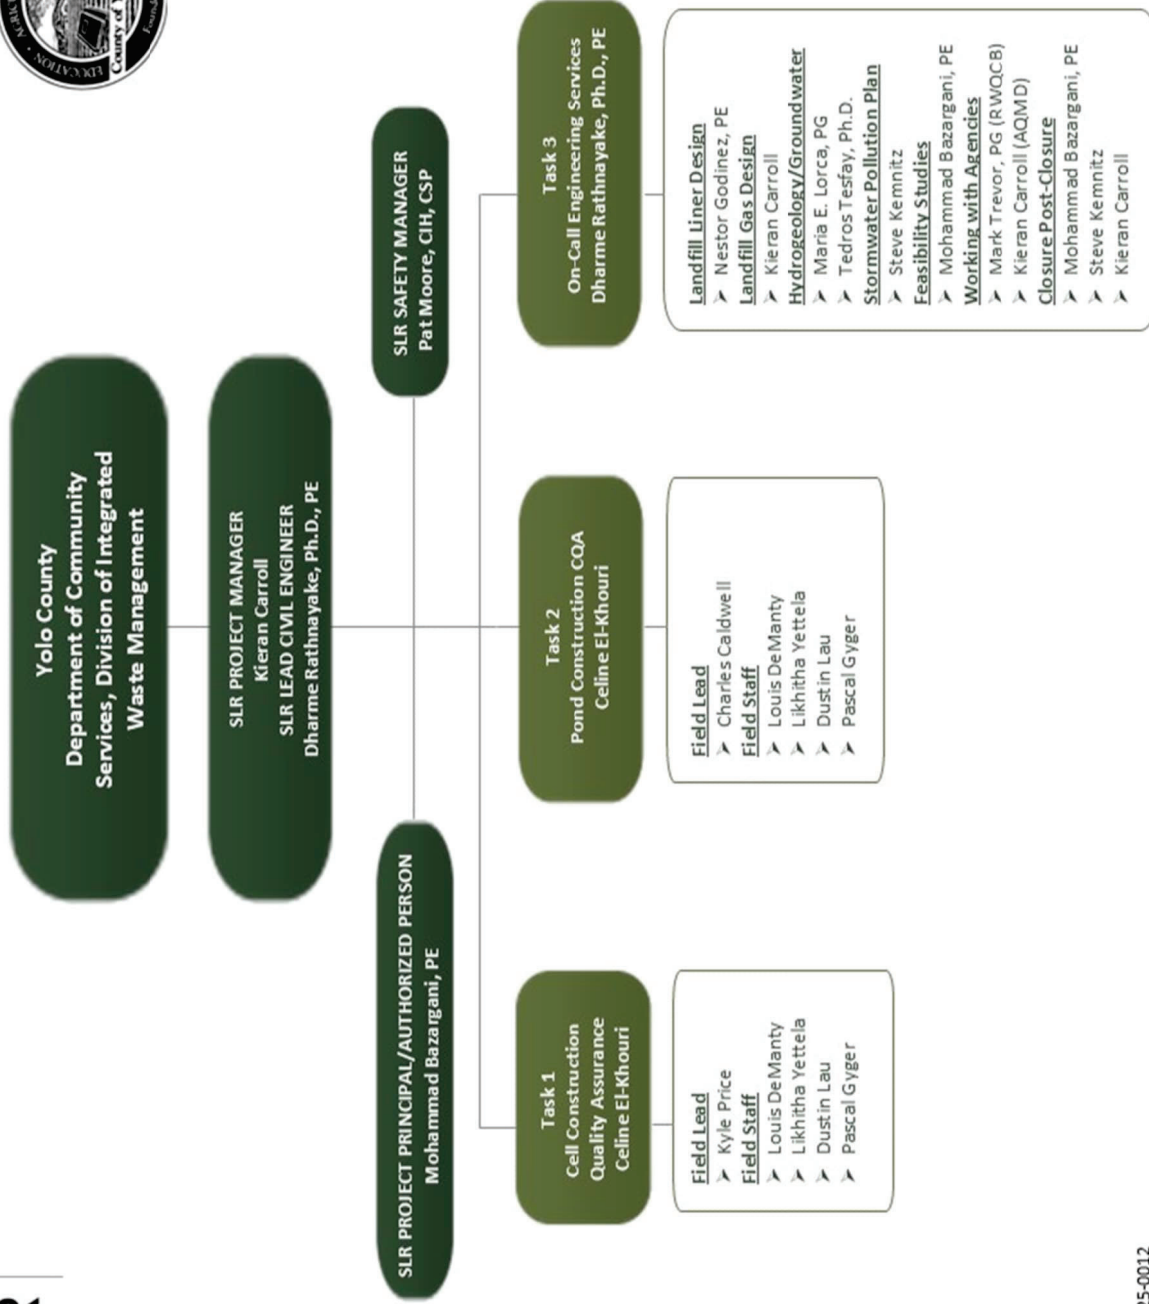 Yolo County
Department of Community
Services, Division of Integrated
Waste Management
SLR PROJECT MANAGER
Kieran Carroll
SLR LEAD CIVIL ENGINEER
Dharme Rathnayake, Ph.D., PE
SLR PROJECT PRINCIPAL/AUTHORIZED PERSON
Mohammad Bazargani, PE
SLR SAFETY MANAGER
Pat Moore, CIH, CSP
Task 1
Cell Construction
Quality Assurance
Celine El-Khouri
Field Lead
➤ Kyle Price
Field Staff
➤ Louis DeManty
➤ Likhitha Yettela
➤ Dustin Lau
➤ Pascal Gyger
Task 2
Pond Construction CQA
Celine El-Khouri
Field Lead
➤ Charles Caldwell
Field Staff
➤ Louis DeManty
➤ Likhitha Yettela
➤ Dustin Lau
➤ Pascal Gyger
Task 3
On-Call Engineering Services
Dharme Rathnayake, Ph.D., PE
Landfill Liner Design
➤ Nestor Godinez, PE
Landfill Gas Design
➤ Kieran Carroll
Hydrogeology/Groundwater
➤ Maria E. Lorca, PG
➤ Tedros Tesfay, Ph.D.
Stormwater Pollution Plan
➤ Steve Kemnitz
Feasibility Studies
➤ Mohammad Bazargani, PE
Working with Agencies
➤ Mark Trevor, PG (RWQCB)
➤ Kieran Carroll (AQMD)
Closure Post-Closure
➤ Mohammad Bazargani, PE
➤ Steve Kemnitz
➤ Kieran Carroll
EDUCATION
County of
25-0012